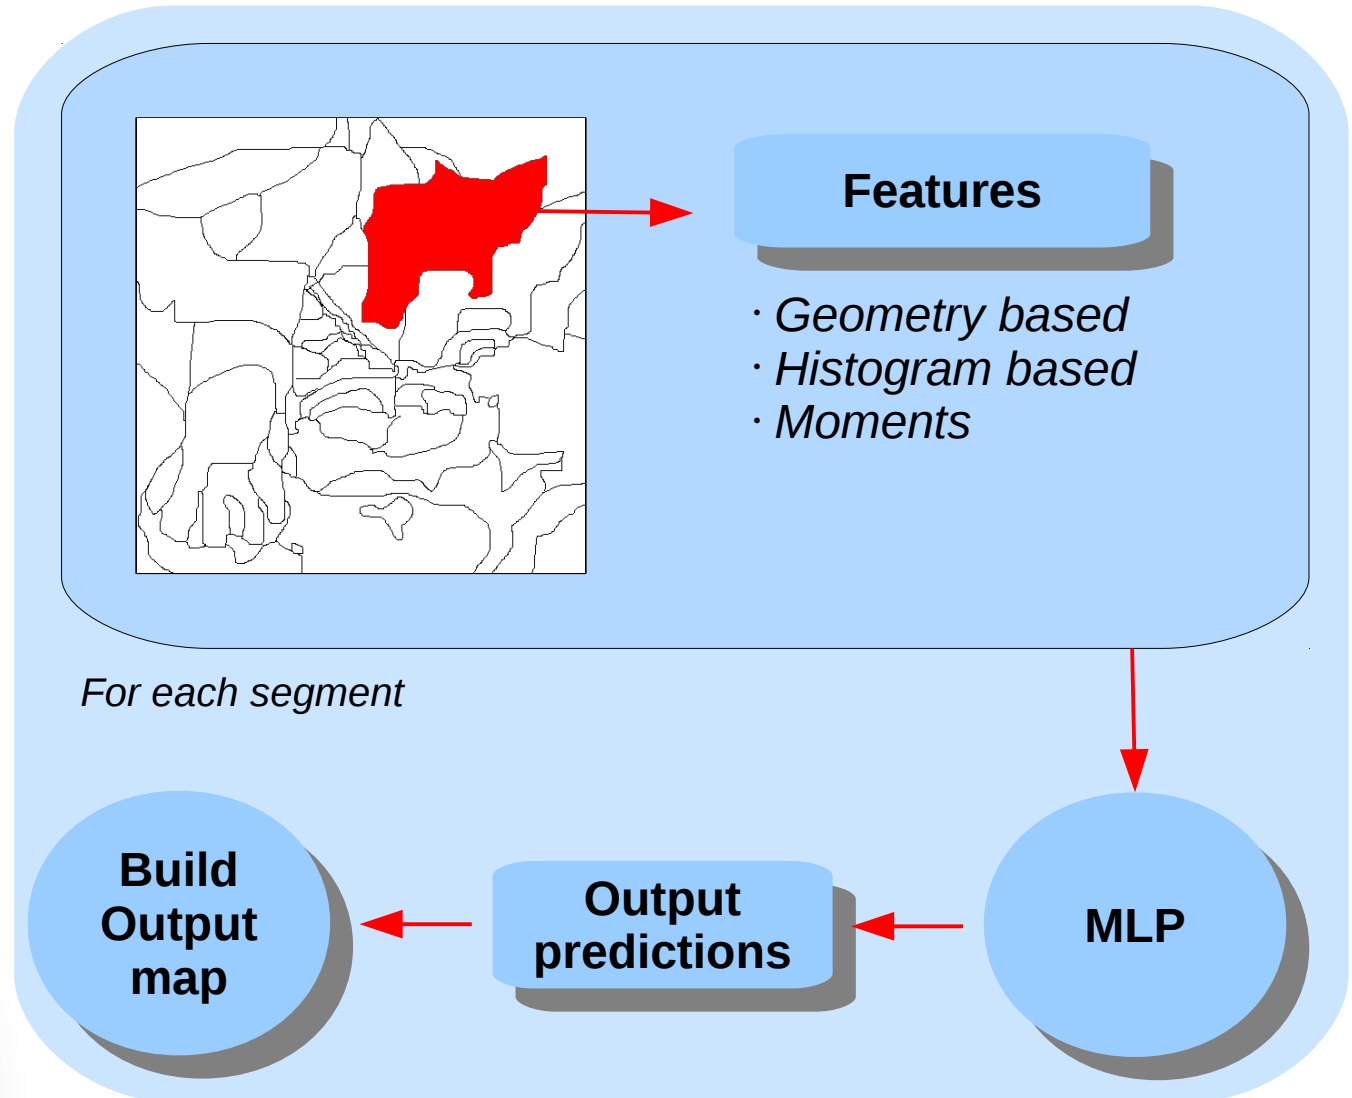 Features
· Geometry based
· Histogram based
· Moments
For each segment
Build
Output
map
Output
predictions
MLP